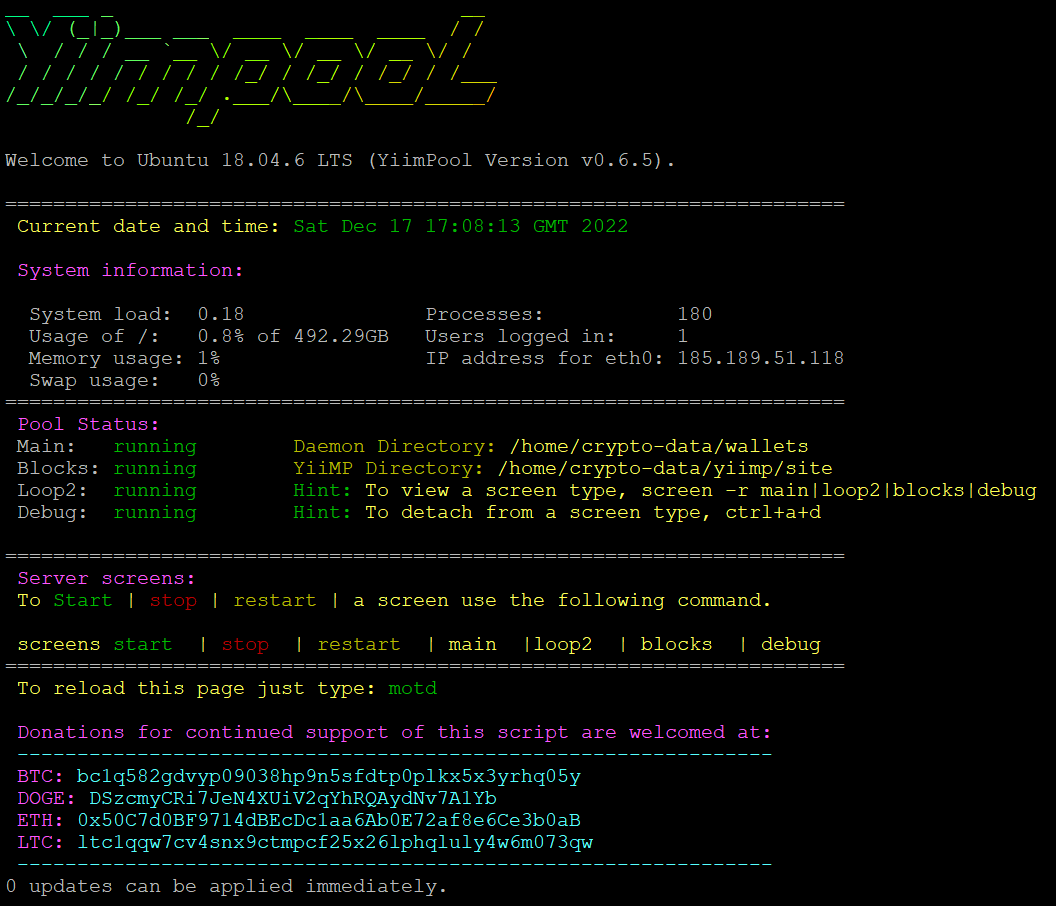 YiimpooL
Welcome to Ubuntu 18.04.6 LTS (YiimPool Version v0.6.5).
======================================================================
Current date and time: Sat Dec 17 17:08:13 GMT 2022
System information:
System load:  0.18               Processes:           180
Usage of /:   0.8% of 492.29GB   Users logged in:     1
Memory usage: 1%                 IP address for eth0: 185.189.51.118
Swap usage:   0%
======================================================================
Pool Status:
Main:   running        Daemon Directory: /home/crypto-data/wallets
Blocks: running        YiiMP Directory: /home/crypto-data/yiimp/site
Loop2:  running        Hint: To view a screen type, screen -r main|loop2|blocks|debug
Debug:  running        Hint: To detach from a screen type, ctrl+a+d
======================================================================
Server screens:
To Start | stop | restart | a screen use the following command.
screens start  | stop  | restart  | main  |loop2  | blocks  | debug
======================================================================
To reload this page just type: motd
Donations for continued support of this script are welcomed at:
---------------------------------------------------------------
BTC: bc1q582gdvyp09038hp9n5sfdtp0plkx5x3yrhq05y
DOGE: DSzcmyCRi7JeN4XUiV2qYhRQAydNv7A1Yb
ETH: 0x50C7d0BF9714dBEcDc1aa6Ab0E72af8e6Ce3b0aB
LTC: ltc1qqw7cv4snx9ctmpcf25x26lphqluly4w6m073qw
---------------------------------------------------------------
0 updates can be applied immediately.